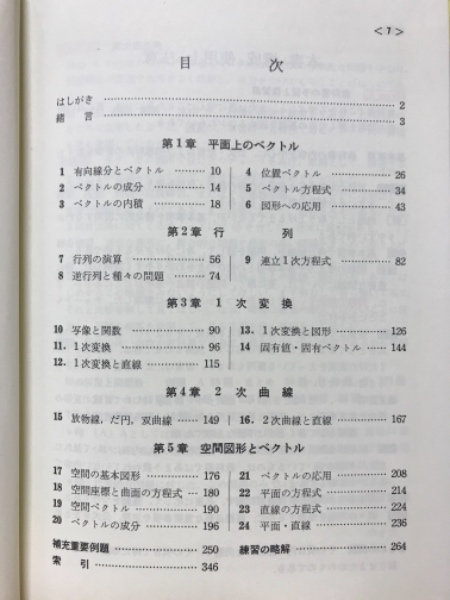 <1>
目 次
はしがき 2
緒言 3
第1章 平面上のベクトル
1 有向線分とベクトル 10
2 ベクトルの成分 14
3 ベクトルの内積 18
4 位置ベクトル 26
5 ベクトル方程式 34
6 図形への応用 43
第2章 行 列
7 行列の演算 56
8 逆行列と種々の問題 74
9 連立1次方程式 82
第3章 1 次 変 換
10 写像と関数 90
11. 1次変換 96
12. 1次変換と直線 115
13. 1次変換と図形 126
14 固有値・固有ベクトル 144
第4章 2 次 曲 線
15 放物線，だ円，双曲線 149
16. 2次曲線と直線 167
第5章 空間図形とベクトル
17 空間の基本図形 176
18 空間座標と曲面の方程式 180
19 空間ベクトル 190
20 ベクトルの成分 196
21 ベクトルの応用 208
22 平面の方程式 214
23 直線の方程式 224
24 平面・直線 236
補充重要例題 250
索 引 346
練習の略解 264